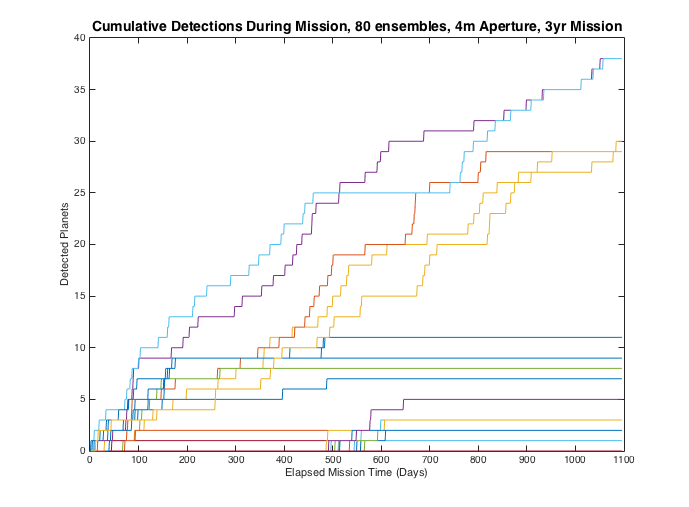 Cumulative Detections During Mission, 80 ensembles, 4m Aperture, 3yr Mission
40
35
30
25
20
15
10
5
0
Detected Planets
0 100 200 300 400 500 600 700 800 900 1000 1100
Elapsed Mission Time (Days)